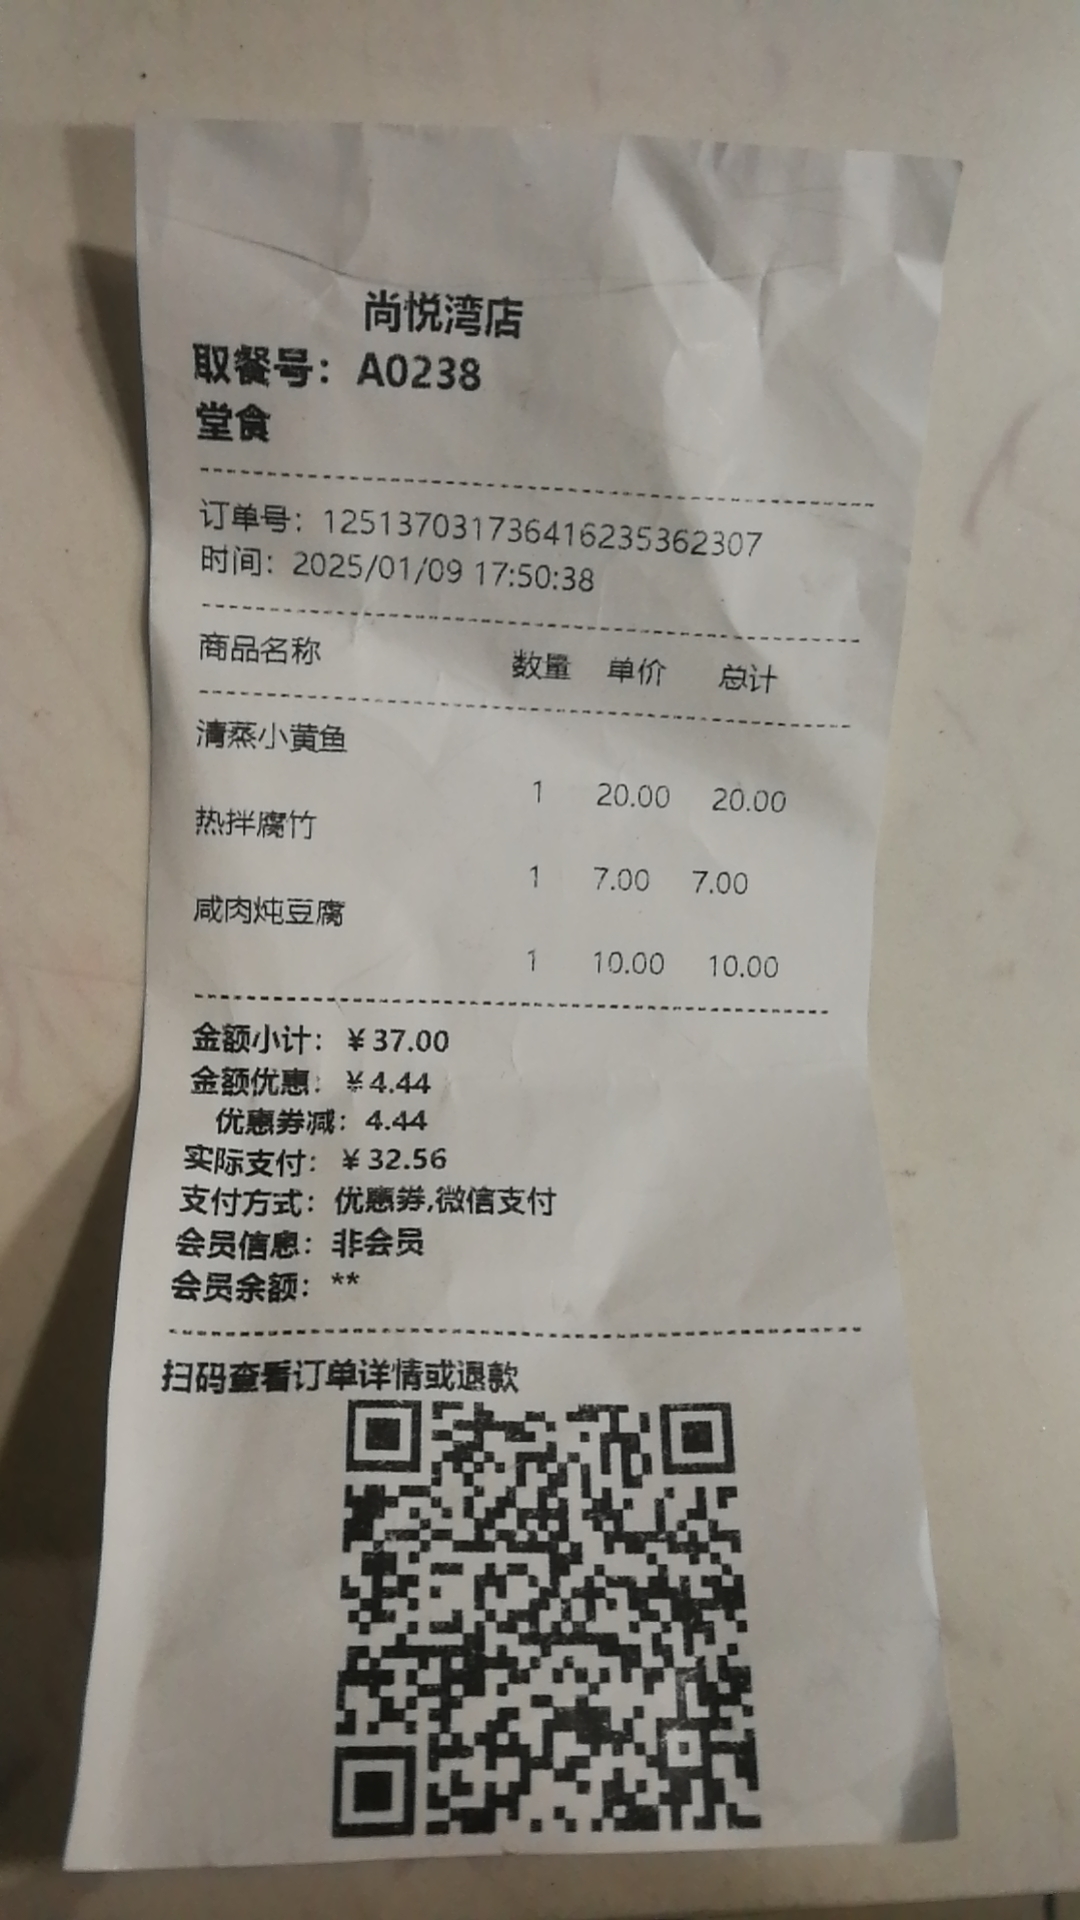 尚悦湾店
取餐号：A0238
堂食
订单号：125137031736416235362307
时间：2025/01/09 17:50:38
商品名称 数量 单价 总计
清蒸小黄鱼
1 20.00 20.00
热拌腐竹
1 7.00 7.00
咸肉炖豆腐
1 10.00 10.00
金额小计：￥37.00
金额优惠：￥4.44
优惠券减：4.44
实际支付：￥32.56
支付方式：优惠券,微信支付
会员信息：非会员
会员余额：**
扫码查看订单详情或退款